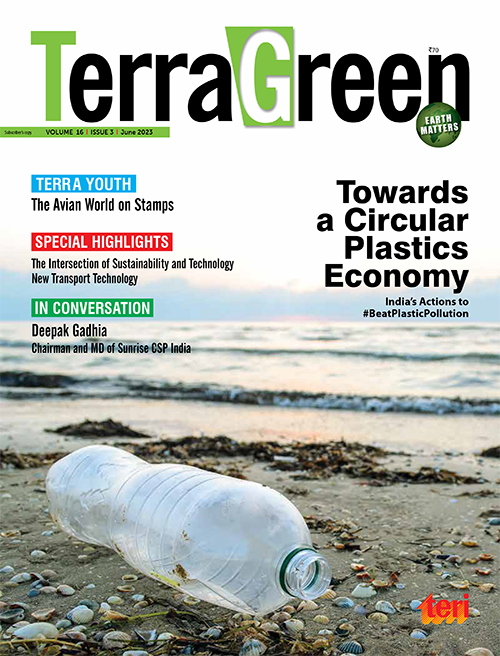 TerraGreen
₹70
EARTH
MATTERS
Subscriber's copy
VOLUME 16 | ISSUE 3 | June 2023
TERRA YOUTH
The Avian World on Stamps
SPECIAL HIGHLIGHTS
The Intersection of Sustainability and Technology
New Transport Technology
IN CONVERSATION
Deepak Gadhia
Chairman and MD of Sunrise CSP India
Towards
a Circular
Plastics
Economy
India's Actions to
#BeatPlasticPollution
teri